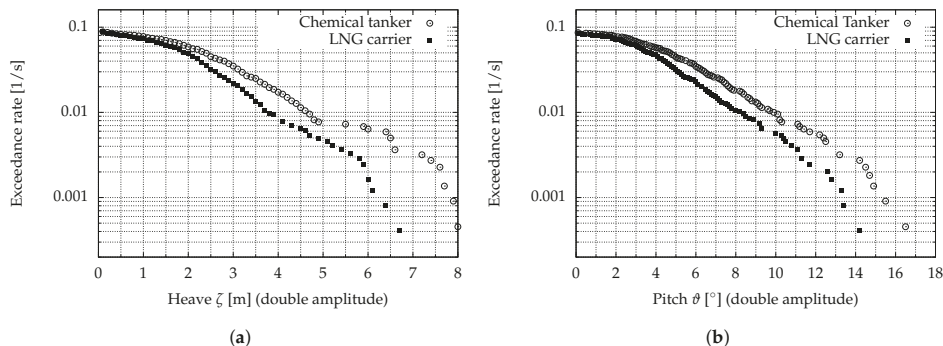 Chemical tanker
LNG carrier
0.1
0.01
0.001
Exceedance rate [1 / s]
0 1 2 3 4 5 6 7 8
Heave ζ [m] (double amplitude)
(a)
Chemical Tanker
LNG carrier
0.1
0.01
0.001
Exceedance rate [1 / s]
0 2 4 6 8 10 12 14 16 18
Pitch ϑ [°] (double amplitude)
(b)